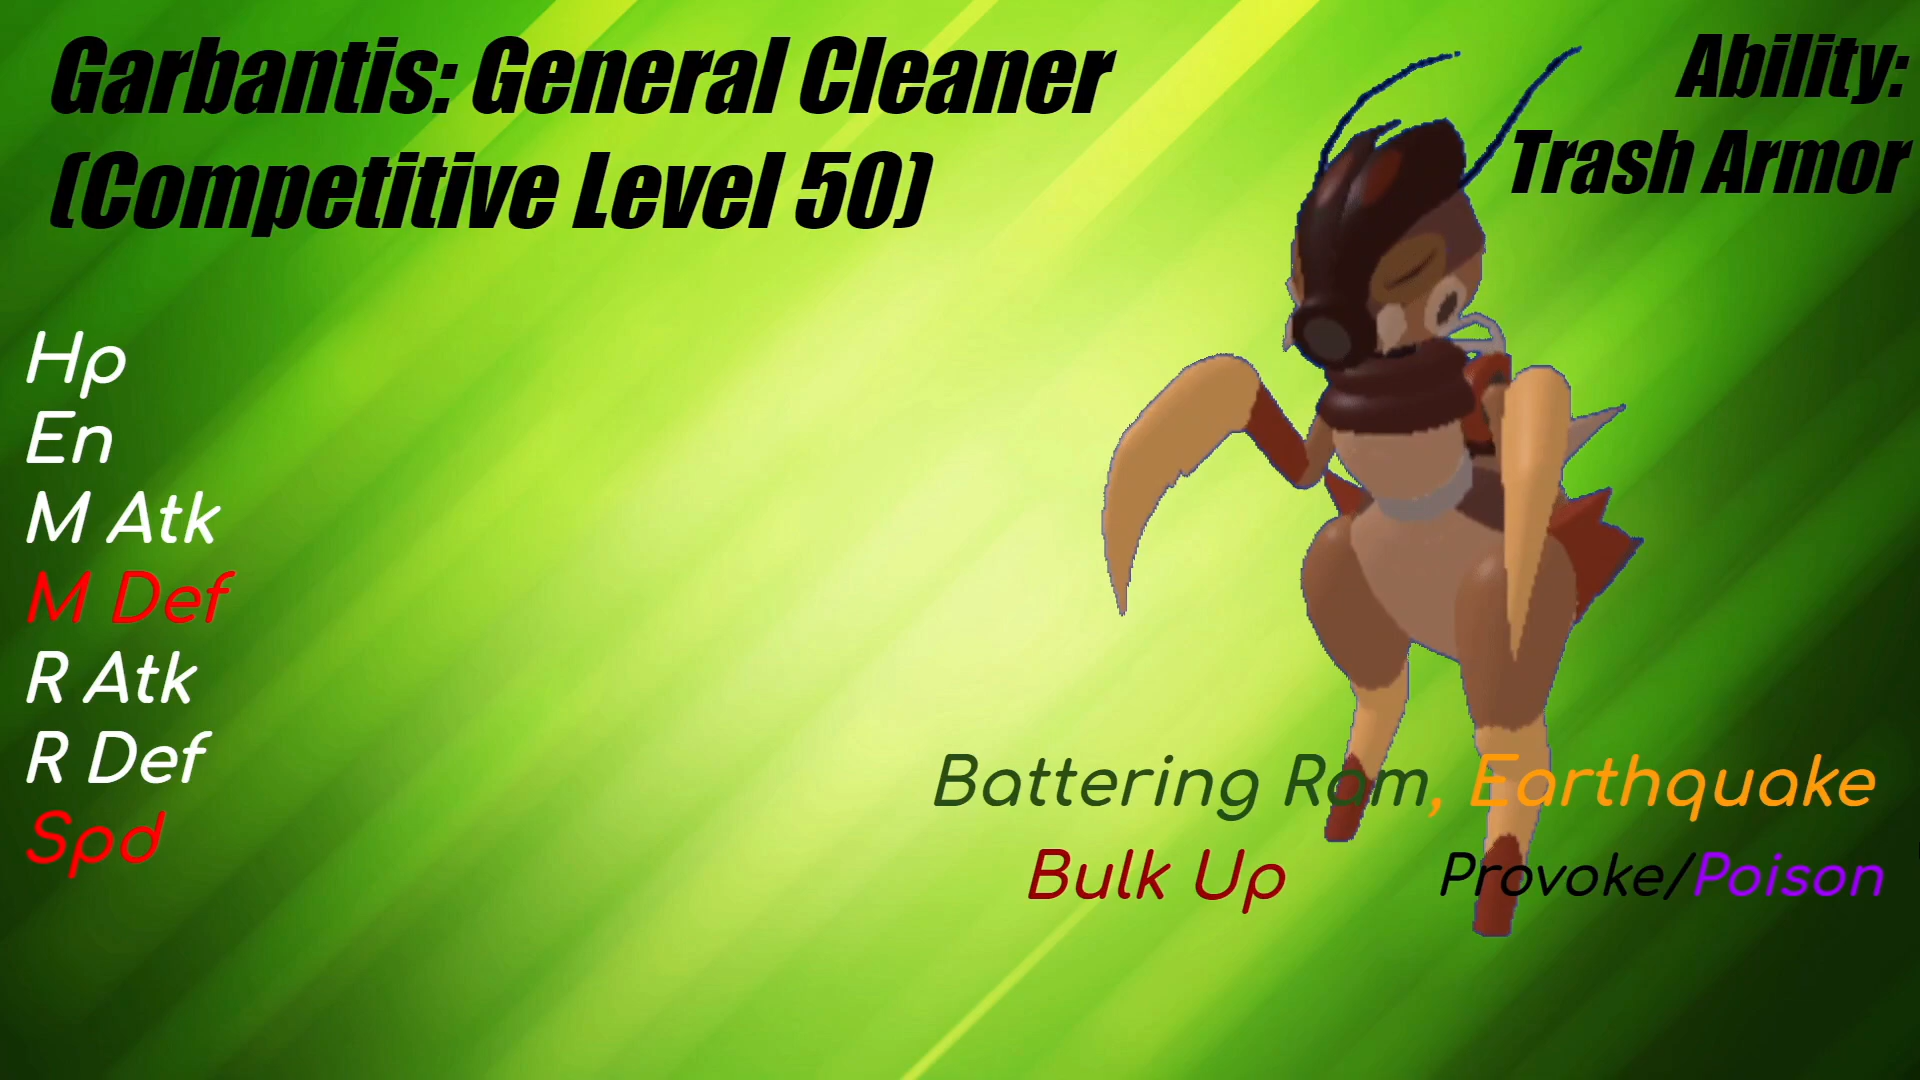 Garbantis: General Cleaner
(Competitive Level 50)
Ability:
Trash Armor
Hp
En
M Atk
M Def
R Atk
R Def
Spd
Battering Ram, Earthquake
Bulk Up Provoke/Poison